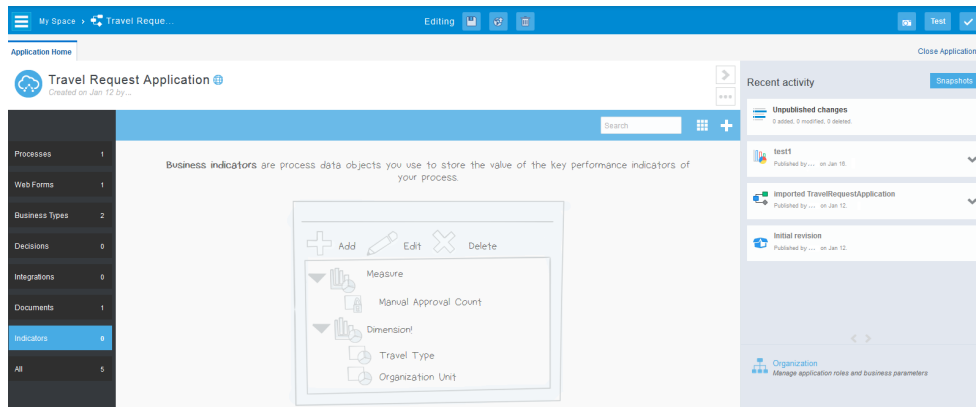 My Space › Travel Reque...
Editing
Test
Application Home
Close Application
Travel Request Application
Created on Jan 12 by...
Search
Processes 1
Web Forms 1
Business Types 2
Decisions 0
Integrations 0
Documents 1
Indicators 0
All 5
Business indicators are process data objects you use to store the value of the key performance indicators of
your process.
Add Edit Delete
Measure
Manual Approval Count
Dimension!
Travel Type
Organization Unit
Recent activity
Snapshots
Unpublished changes
0 added, 0 modified, 0 deleted.
test1
Published by ... on Jan 18.
imported TravelRequestApplication
Published by ... on Jan 12.
Initial revision
Published by ... on Jan 12.
Organization
Manage application roles and business parameters